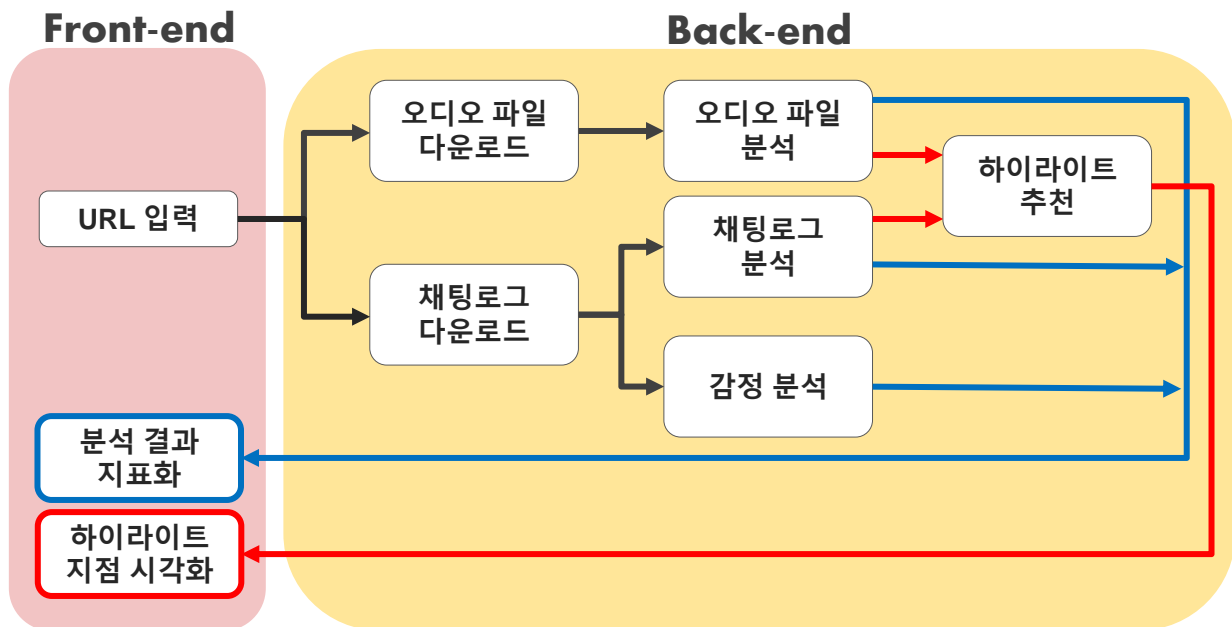 Front-end
Back-end
오디오 파일
다운로드
오디오 파일
분석
하이라이트
추천
URL 입력
채팅로그
분석
채팅로그
다운로드
감정 분석
분석 결과
지표화
하이라이트
지점 시각화